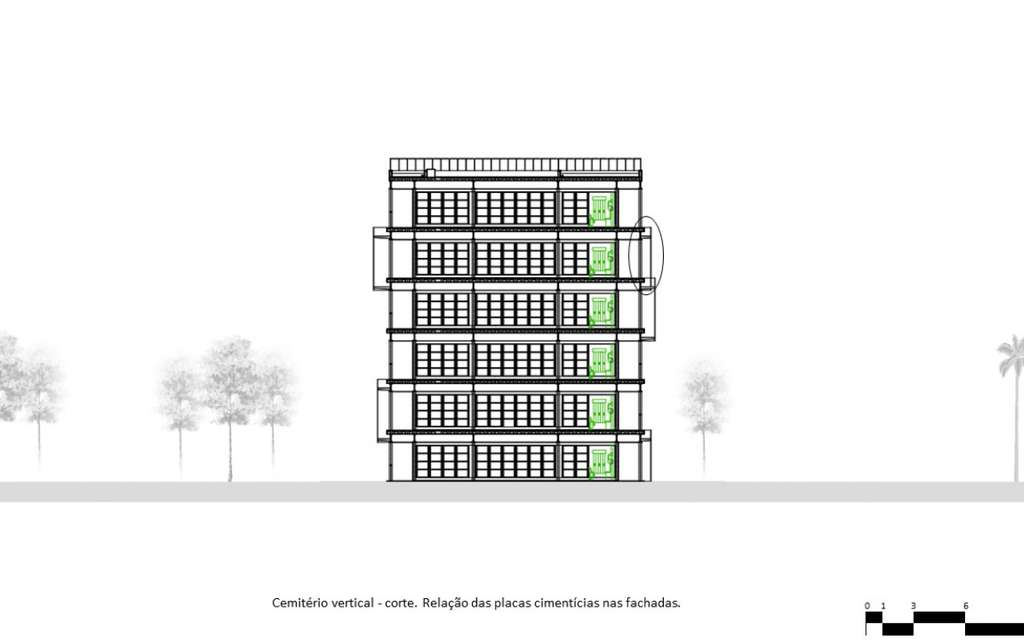 Cemitério vertical - corte. Relação das placas cimentícias nas fachadas.
0 1 3 6